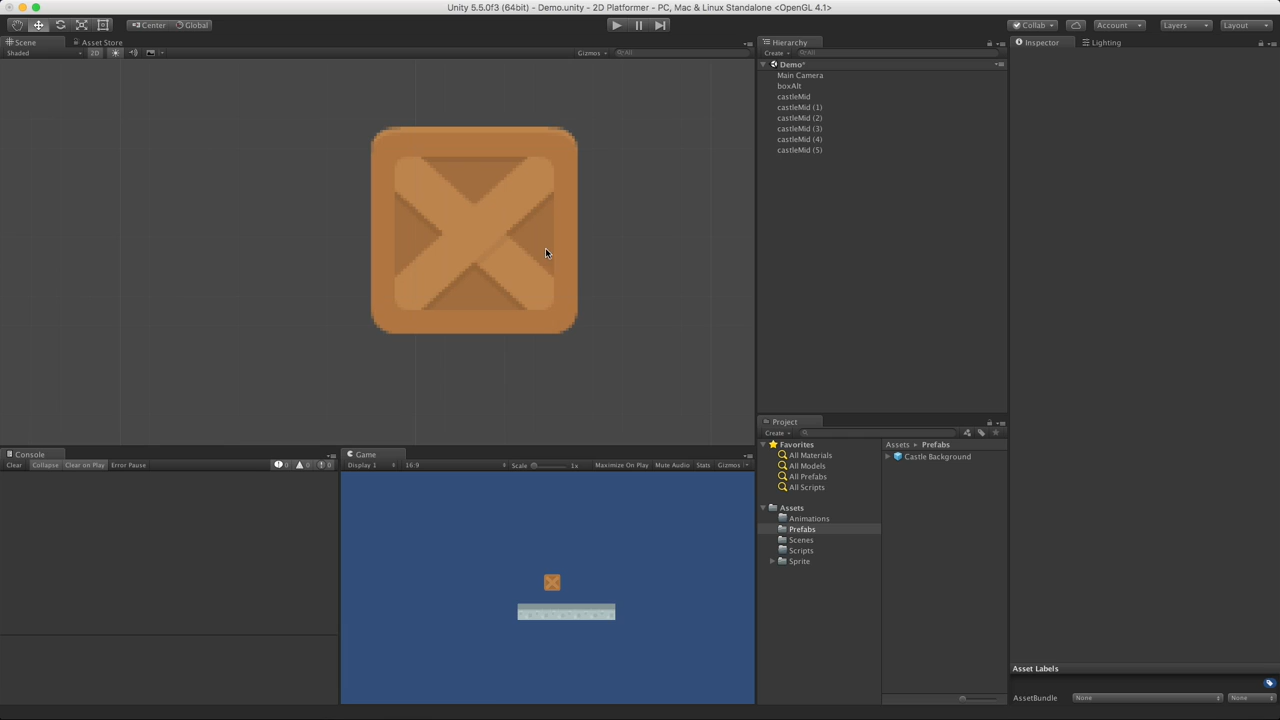 Unity 5.5.0f3 (64bit) - Demo.unity - 2D Platformer - PC, Mac & Linux Standalone <OpenGL 4.1>
Center Global Collab Account Layers Layout
Scene Asset Store
Shaded 2D Gizmos All
Hierarchy
Create All
Demo*
Main Camera
boxAlt
castleMid
castleMid (1)
castleMid (2)
castleMid (3)
castleMid (4)
castleMid (5)
Inspector Lighting
Console
Clear Collapse Clear on Play Error Pause 0 0 0
Game
Display 1 16:9 Scale 1x Maximize On Play Mute Audio Stats Gizmos
Project
Create
Favorites
All Materials
All Models
All Prefabs
All Scripts
Assets
Animations
Prefabs
Scenes
Scripts
Sprite
Assets Prefabs
Castle Background
Asset Labels
AssetBundle None None